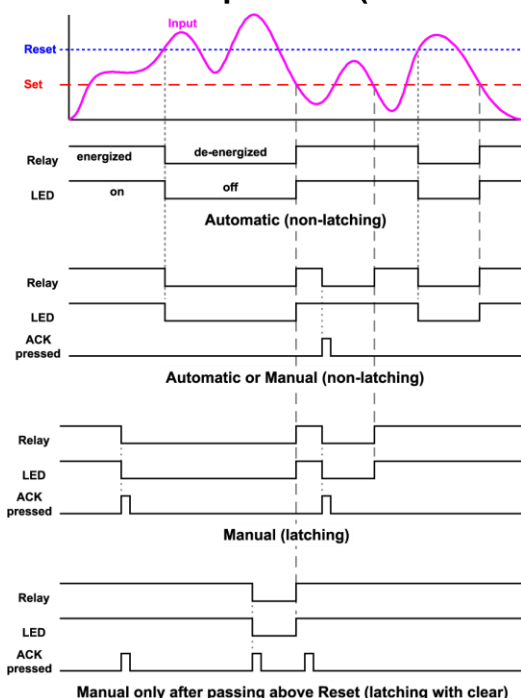 Input
Reset
Set
Relay energized de-energized
LED on off
Automatic (non-latching)
Relay
LED
ACK
pressed
Automatic or Manual (non-latching)
Relay
LED
ACK
pressed
Manual (latching)
Relay
LED
ACK
pressed
Manual only after passing above Reset (latching with clear)